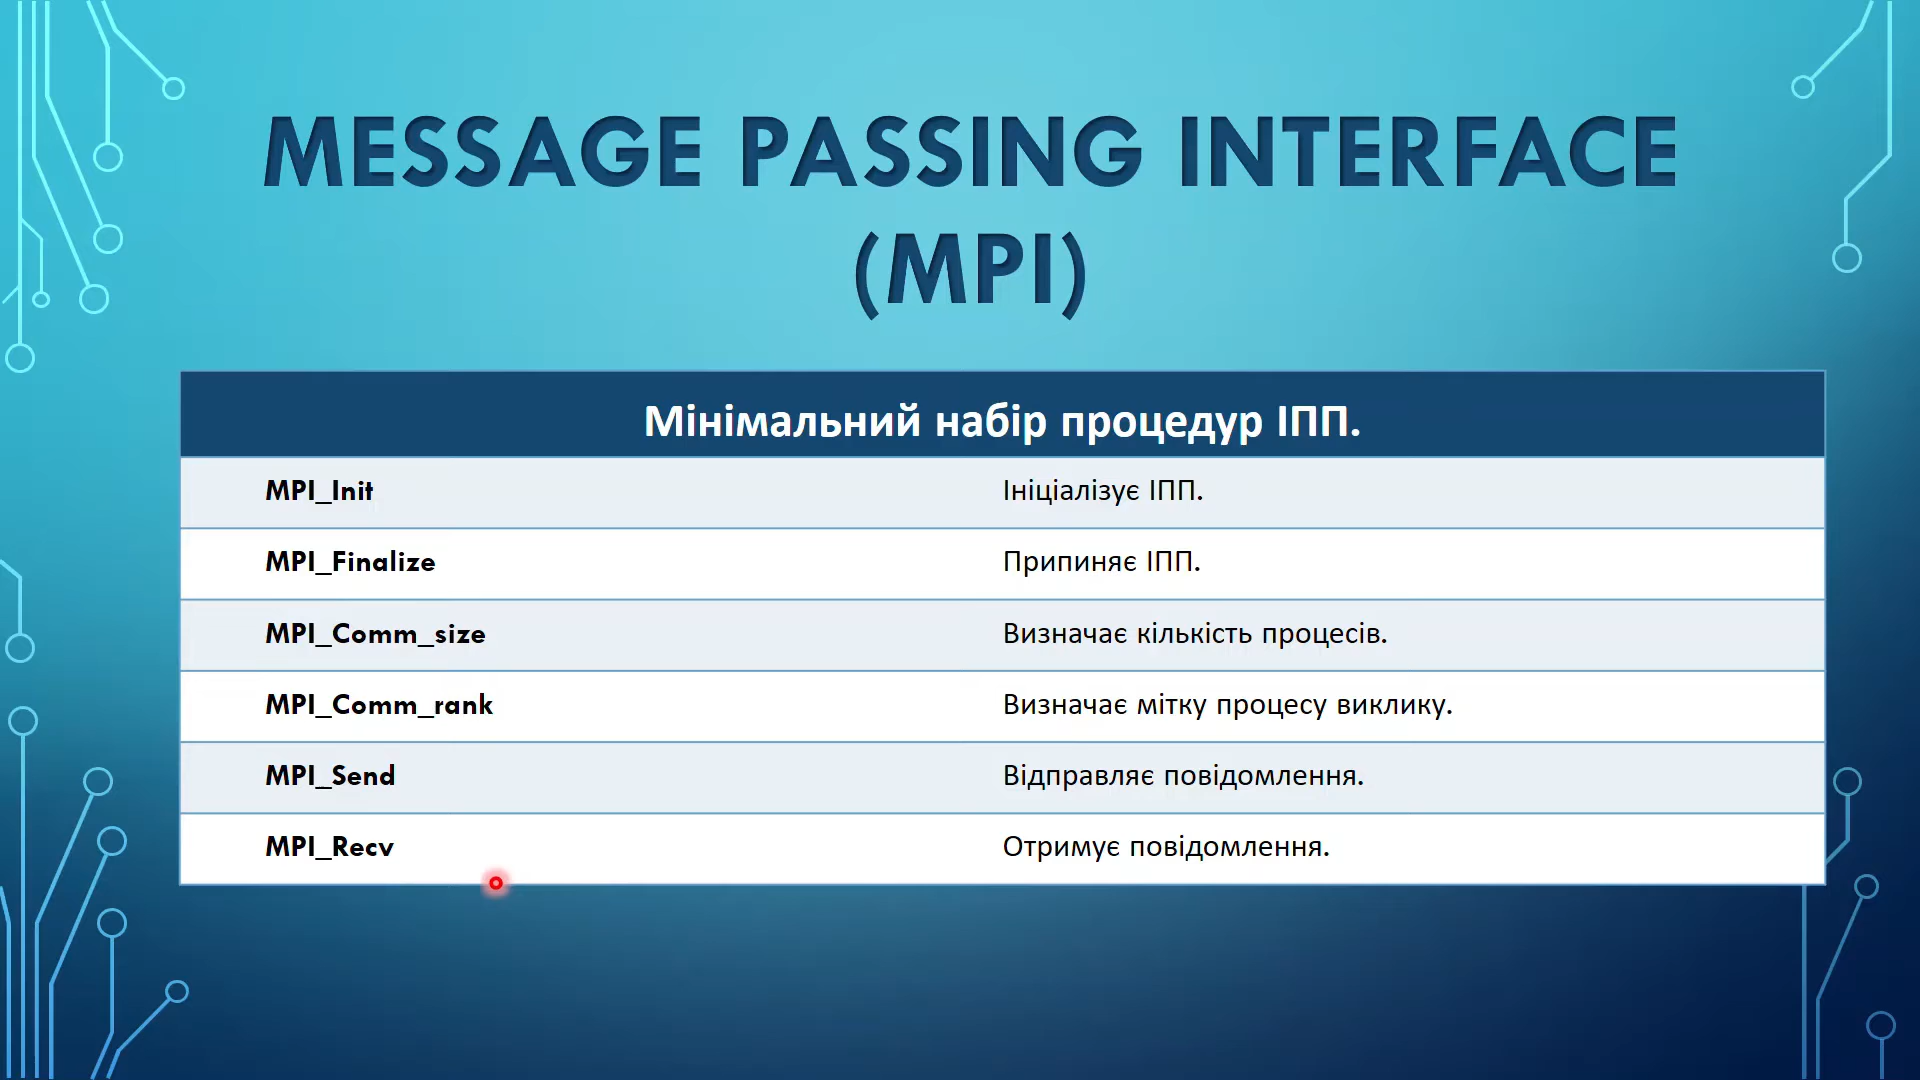 MESSAGE PASSING INTERFACE
(MPI)
Мінімальний набір процедур ІПП.
MPI_Init Ініціалізує ІПП.
MPI_Finalize Припиняє ІПП.
MPI_Comm_size Визначає кількість процесів.
MPI_Comm_rank Визначає мітку процесу виклику.
MPI_Send Відправляє повідомлення.
MPI_Recv Отримує повідомлення.